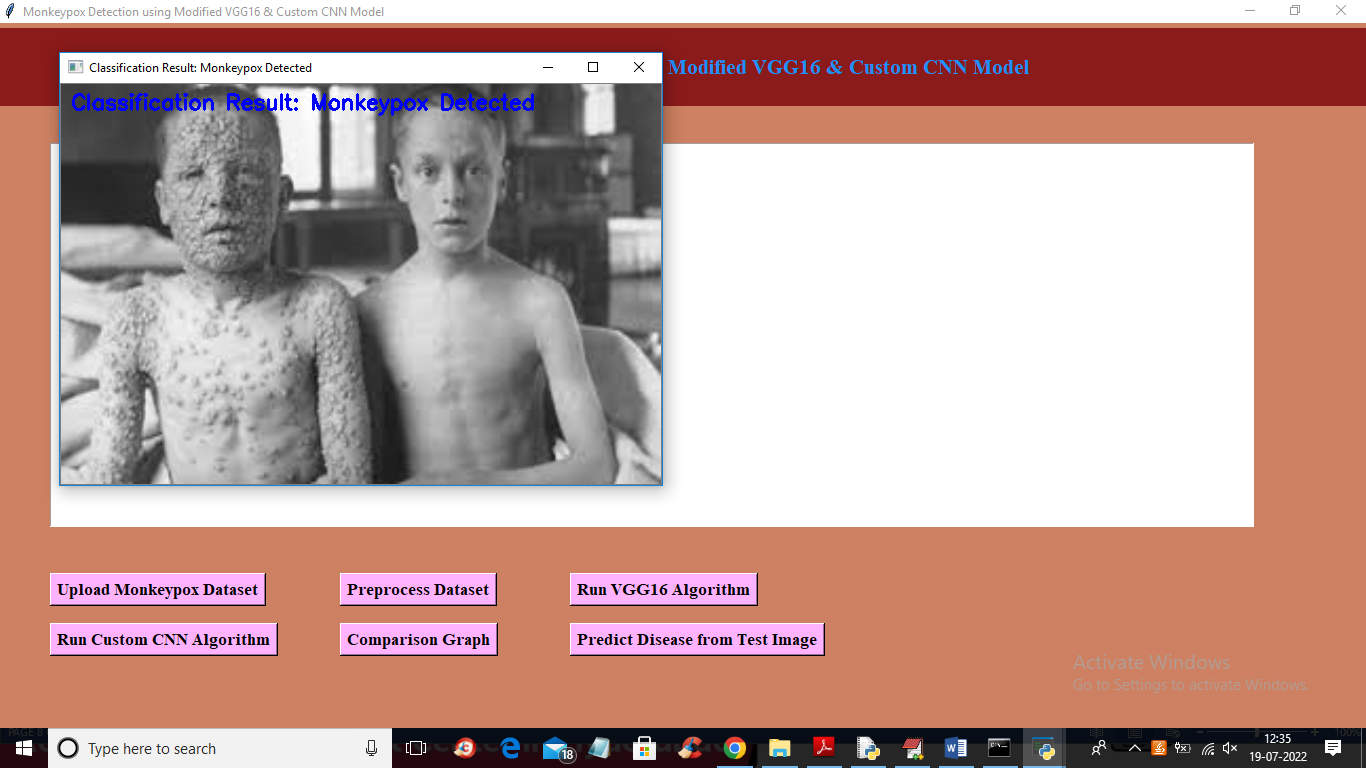 Monkeypox Detection using Modified VGG16 & Custom CNN Model
Modified VGG16 & Custom CNN Model
Classification Result: Monkeypox Detected
Classification Result: Monkeypox Detected
Upload Monkeypox Dataset
Preprocess Dataset
Run VGG16 Algorithm
Run Custom CNN Algorithm
Comparison Graph
Predict Disease from Test Image
Activate Windows
Go to Settings to activate Windows.
PAGE 8
100%
Type here to search
18
12:35
19-07-2022